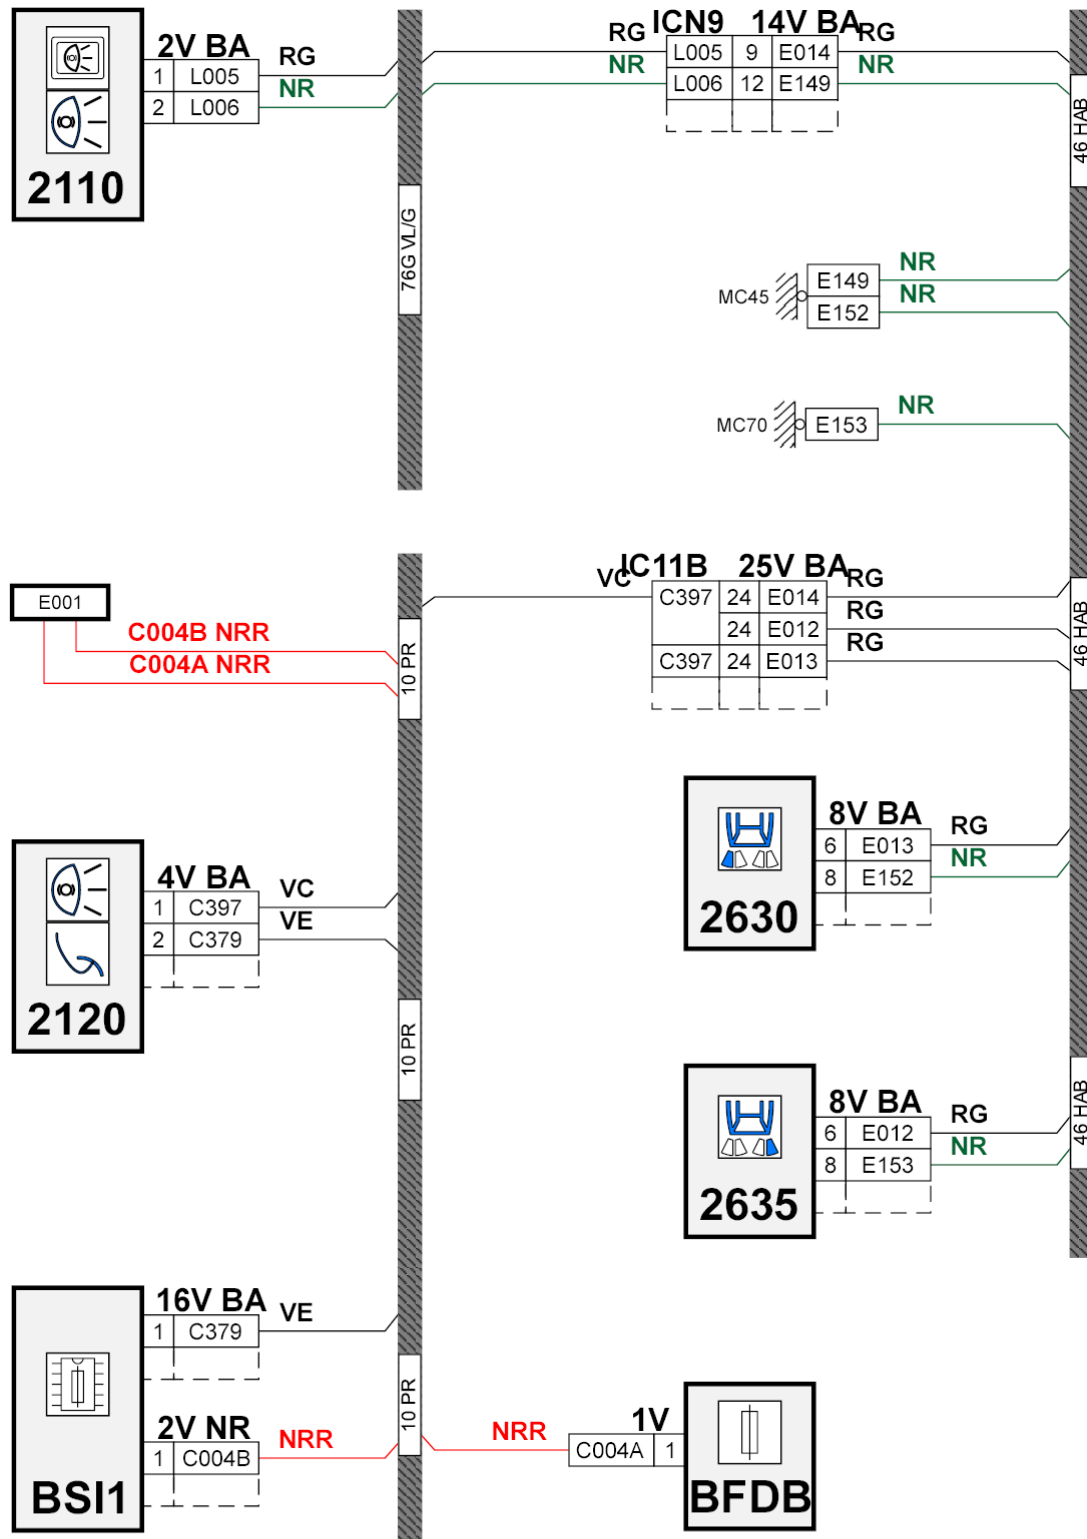 2110
2V BA
1 L005 RG
2 L006 NR
76G VL/G
ICN9 14V BA
RG L005 9 E014 RG
NR L006 12 E149 NR
46 HAB
MC45
E149 NR
E152 NR
MC70 E153 NR
E001
C004B NRR
C004A NRR
10 PR
IC11B 25V BA
VC C397 24 E014 RG
24 E012 RG
C397 24 E013 RG
46 HAB
2120
4V BA
1 C397 VC
2 C379 VE
10 PR
2630
8V BA
6 E013 RG
8 E152 NR
2635
8V BA
6 E012 RG
8 E153 NR
46 HAB
BSI1
16V BA
1 C379 VE
2V NR
1 C004B NRR
10 PR
1V
NRR C004A 1
BFDB